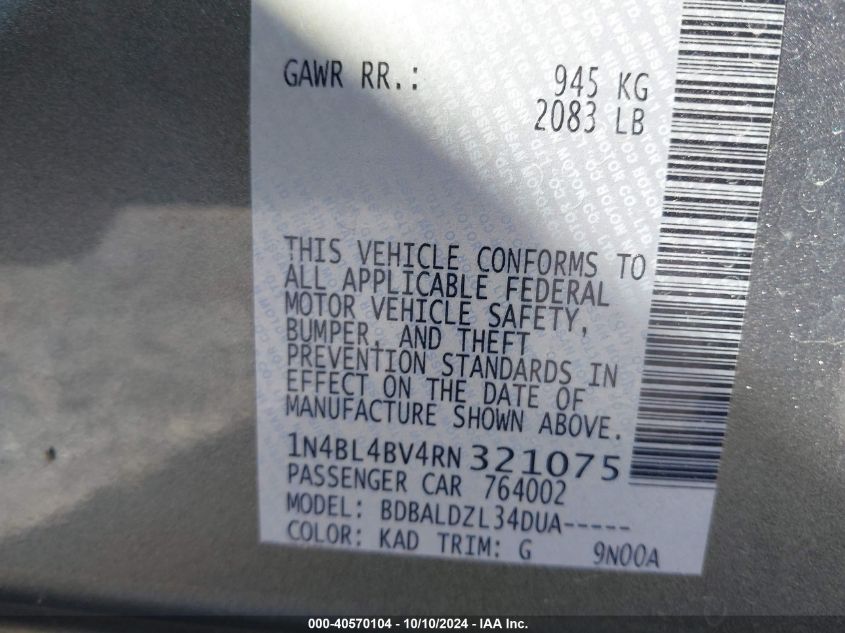 GAWR RR.: 945 KG
2083 LB
THIS VEHICLE CONFORMS TO
ALL APPLICABLE FEDERAL
MOTOR VEHICLE SAFETY,
BUMPER, AND THEFT
PREVENTION STANDARDS IN
EFFECT ON THE DATE OF
MANUFACTURE SHOWN ABOVE.
1N4BL4BV4RN321075
PASSENGER CAR 764002
MODEL: BDBALDZL34DUA-----
COLOR: KAD TRIM: G 9N00A
000-40570104 - 10/10/2024 - IAA Inc.